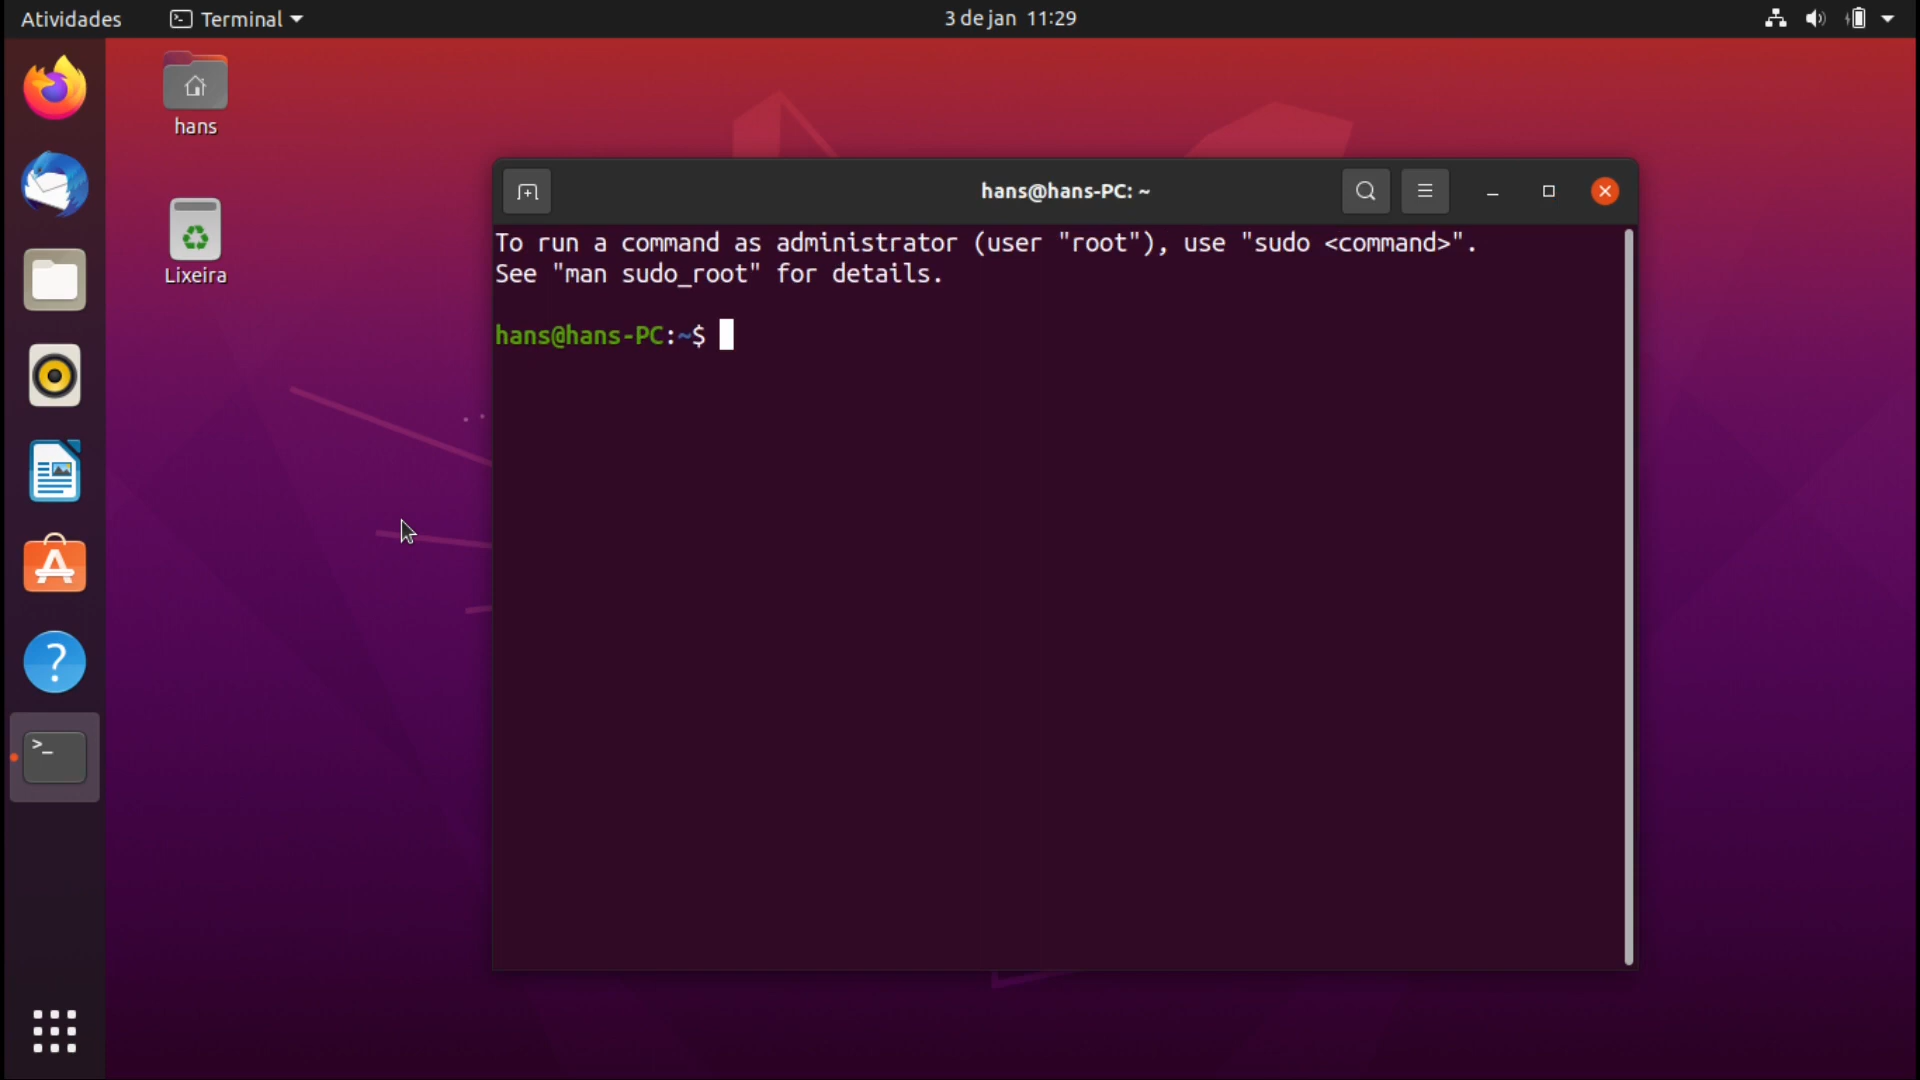 Atividades
Terminal
3 de jan 11:29
hans
Lixeira
hans@hans-PC: ~
To run a command as administrator (user "root"), use "sudo <command>".
See "man sudo_root" for details.
hans@hans-PC:~$